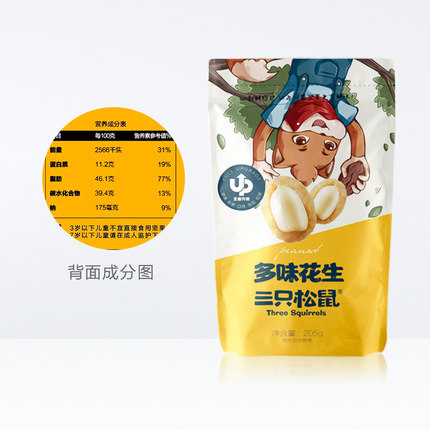 营养成分表
目 每100克 营养素参考值%
能量 2566千焦 31%
蛋白质 11.2克 19%
脂肪 46.1克 77%
碳水化合物 39.4克 13%
钠 175毫克 9%
3岁以下儿童不宜直接食用坚果
岁以下儿童请在成人监护下
背面成分图
UP
全新升级
peanut
多味花生
三只松鼠®
Three Squirrels
净含量：205g